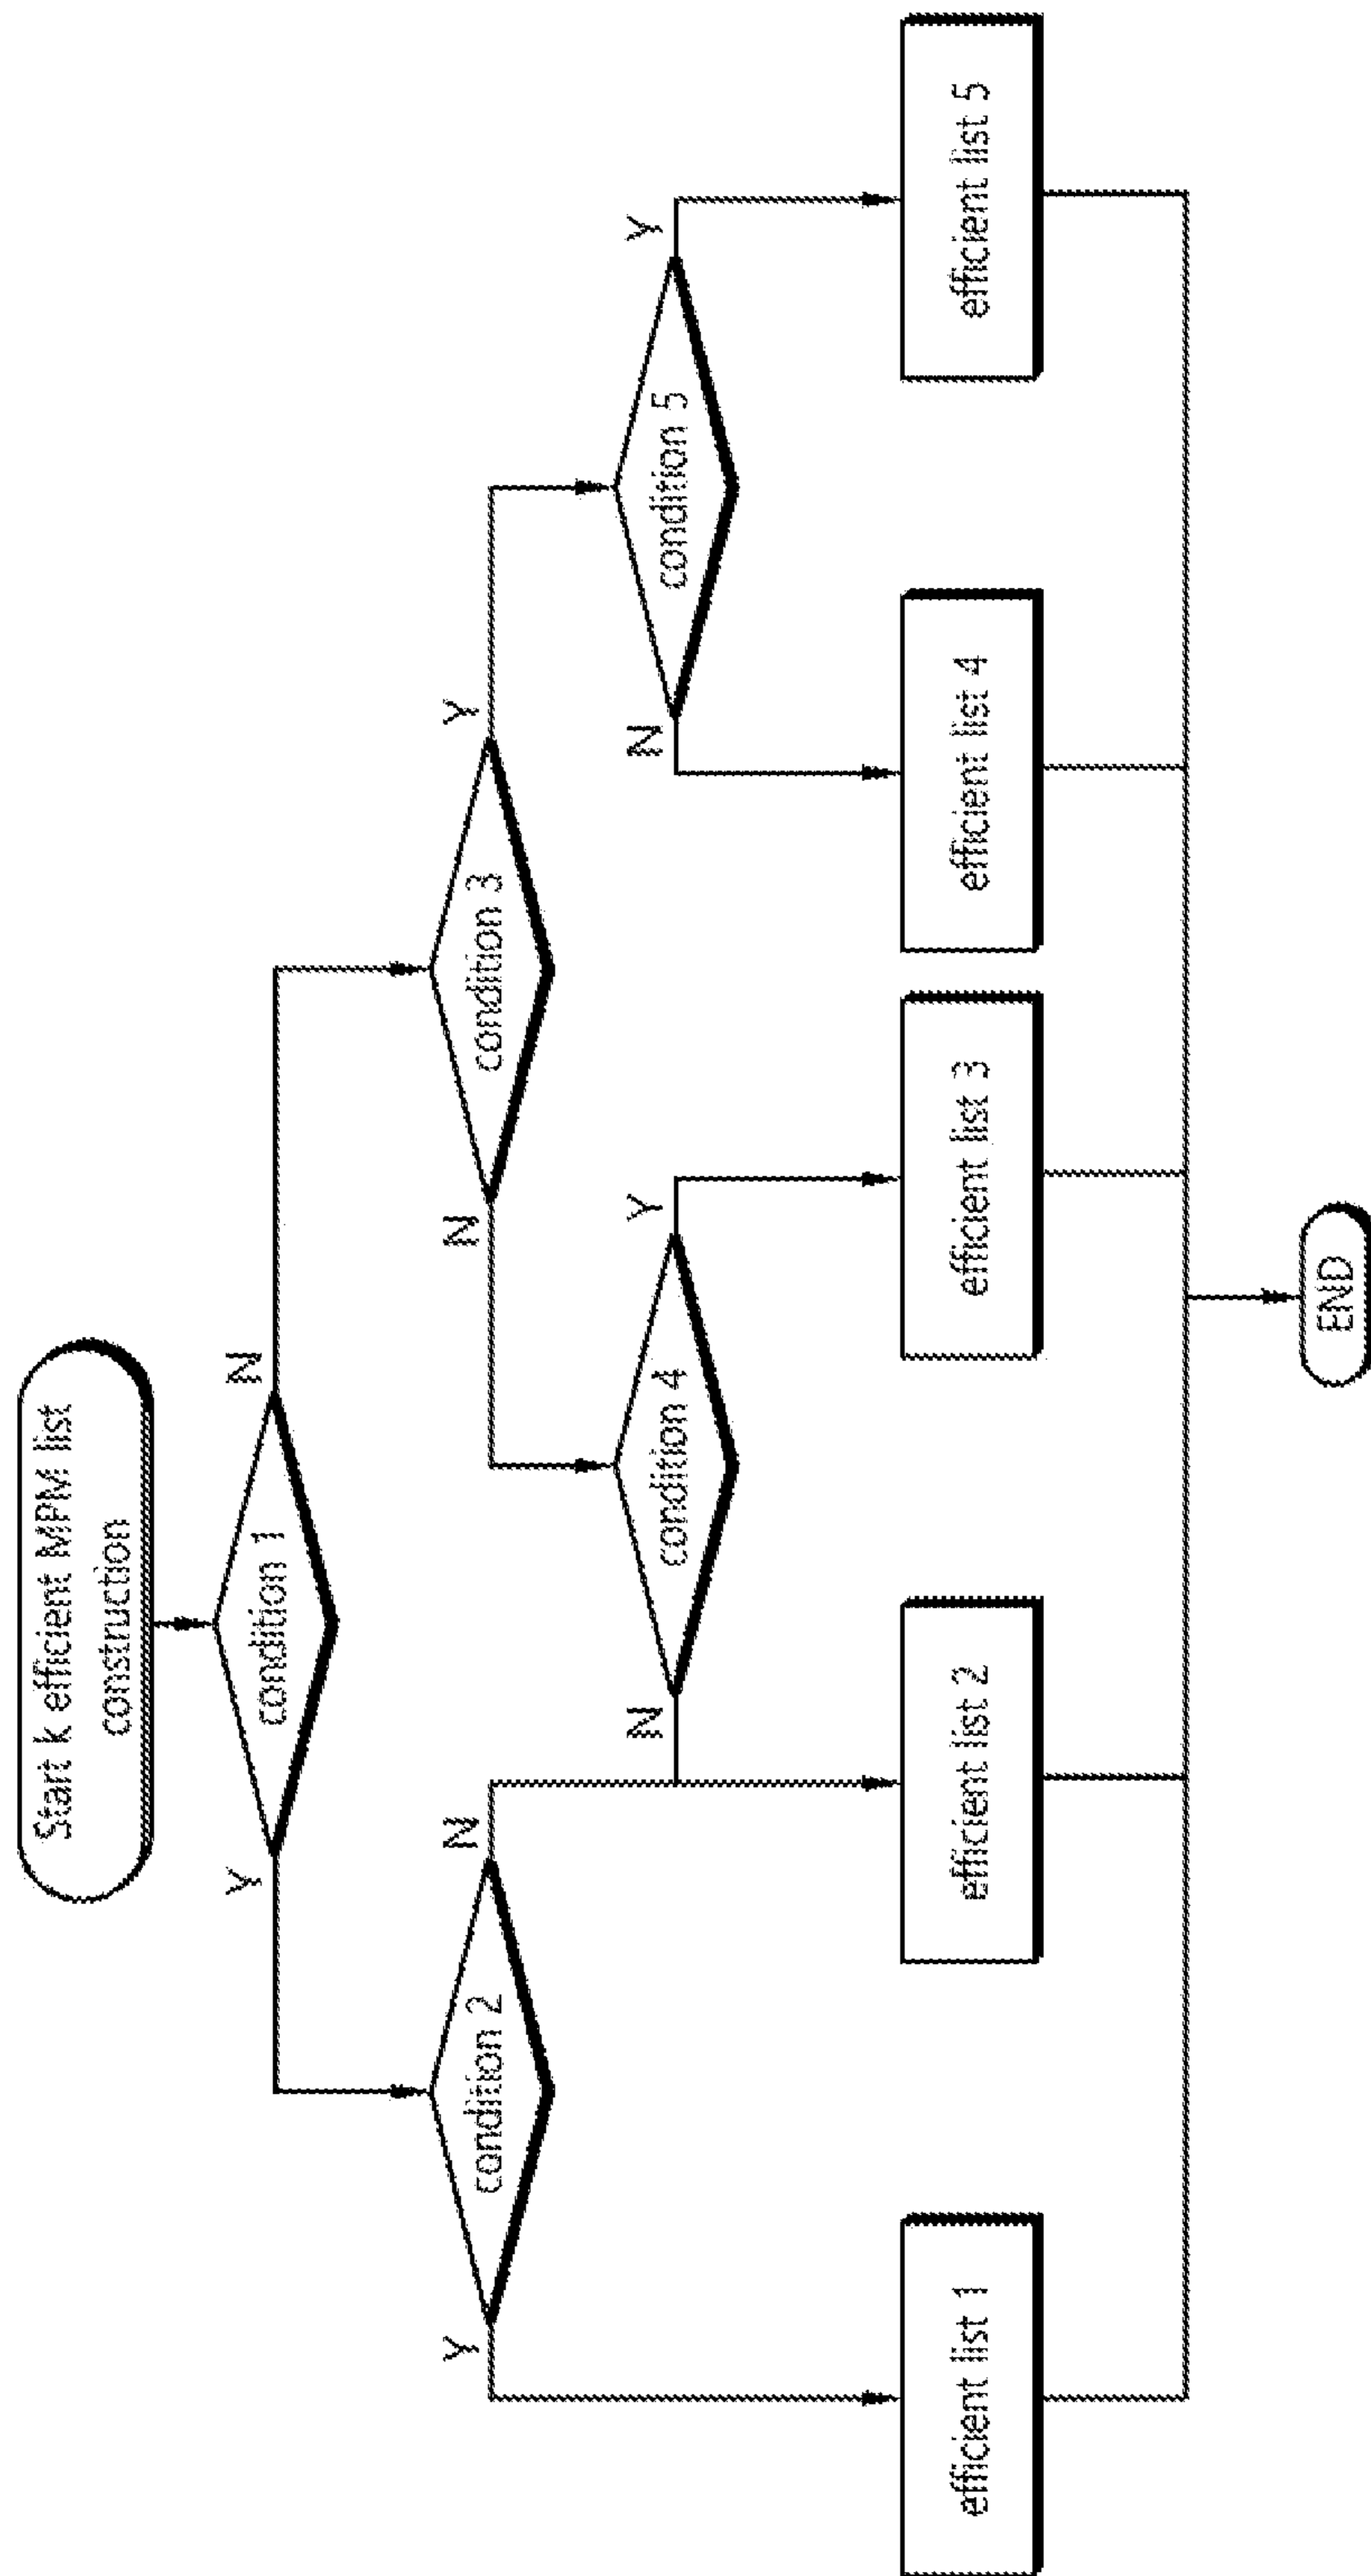 Start k efficient MPM list
construction
Y
condition 1
N
Y
condition 2
N
N
condition 3
Y
N
condition 4
Y
N
condition 5
Y
efficient list 1
efficient list 2
efficient list 3
efficient list 4
efficient list 5
END